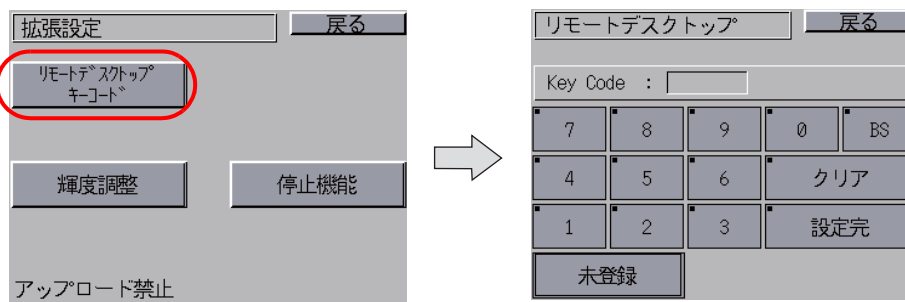 拡張設定
戻る
リモートデスクトップ
キーコード
輝度調整
停止機能
アップロード禁止
リモートデスクトップ
戻る
Key Code :
7 8 9 0 BS
4 5 6 クリア
1 2 3 設定完
未登録